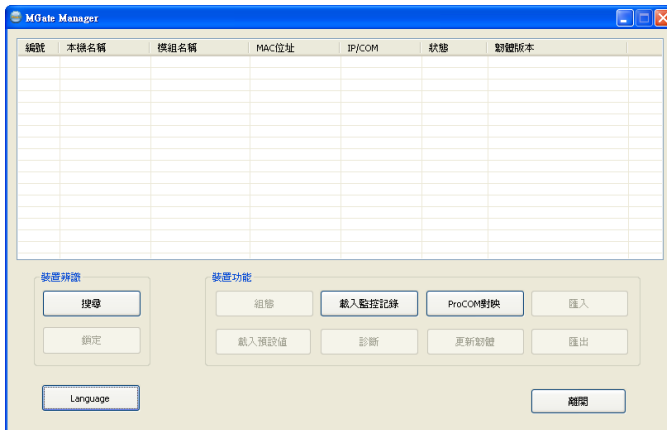 MGate Manager
編號 本機名稱 模組名稱 MAC位址 IP/COM 狀態 韌體版本
裝置辨識 裝置功能
搜尋 組態 載入監控記錄 ProCOM對映 匯入
鎖定 載入預設值 診斷 更新韌體 匯出
Language 離開